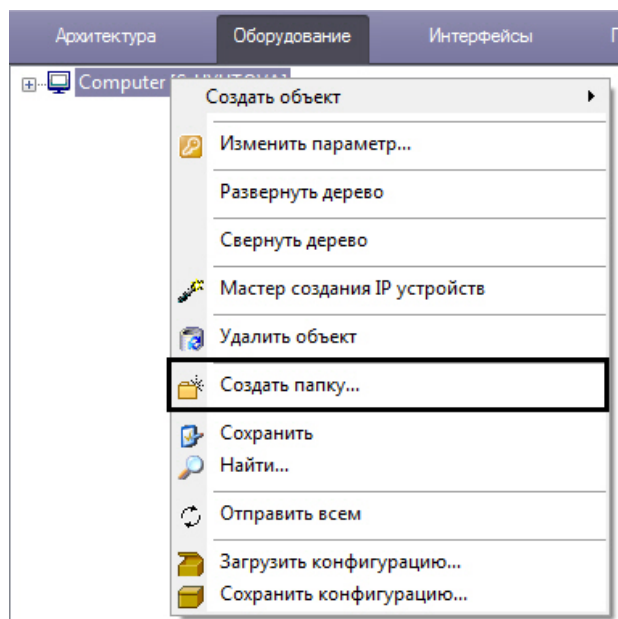 Архитектура Оборудование Интерфейсы
Computer
Создать объект
Изменить параметр...
Развернуть дерево
Свернуть дерево
Мастер создания IP устройств
Удалить объект
Создать папку...
Сохранить
Найти...
Отправить всем
Загрузить конфигурацию...
Сохранить конфигурацию...